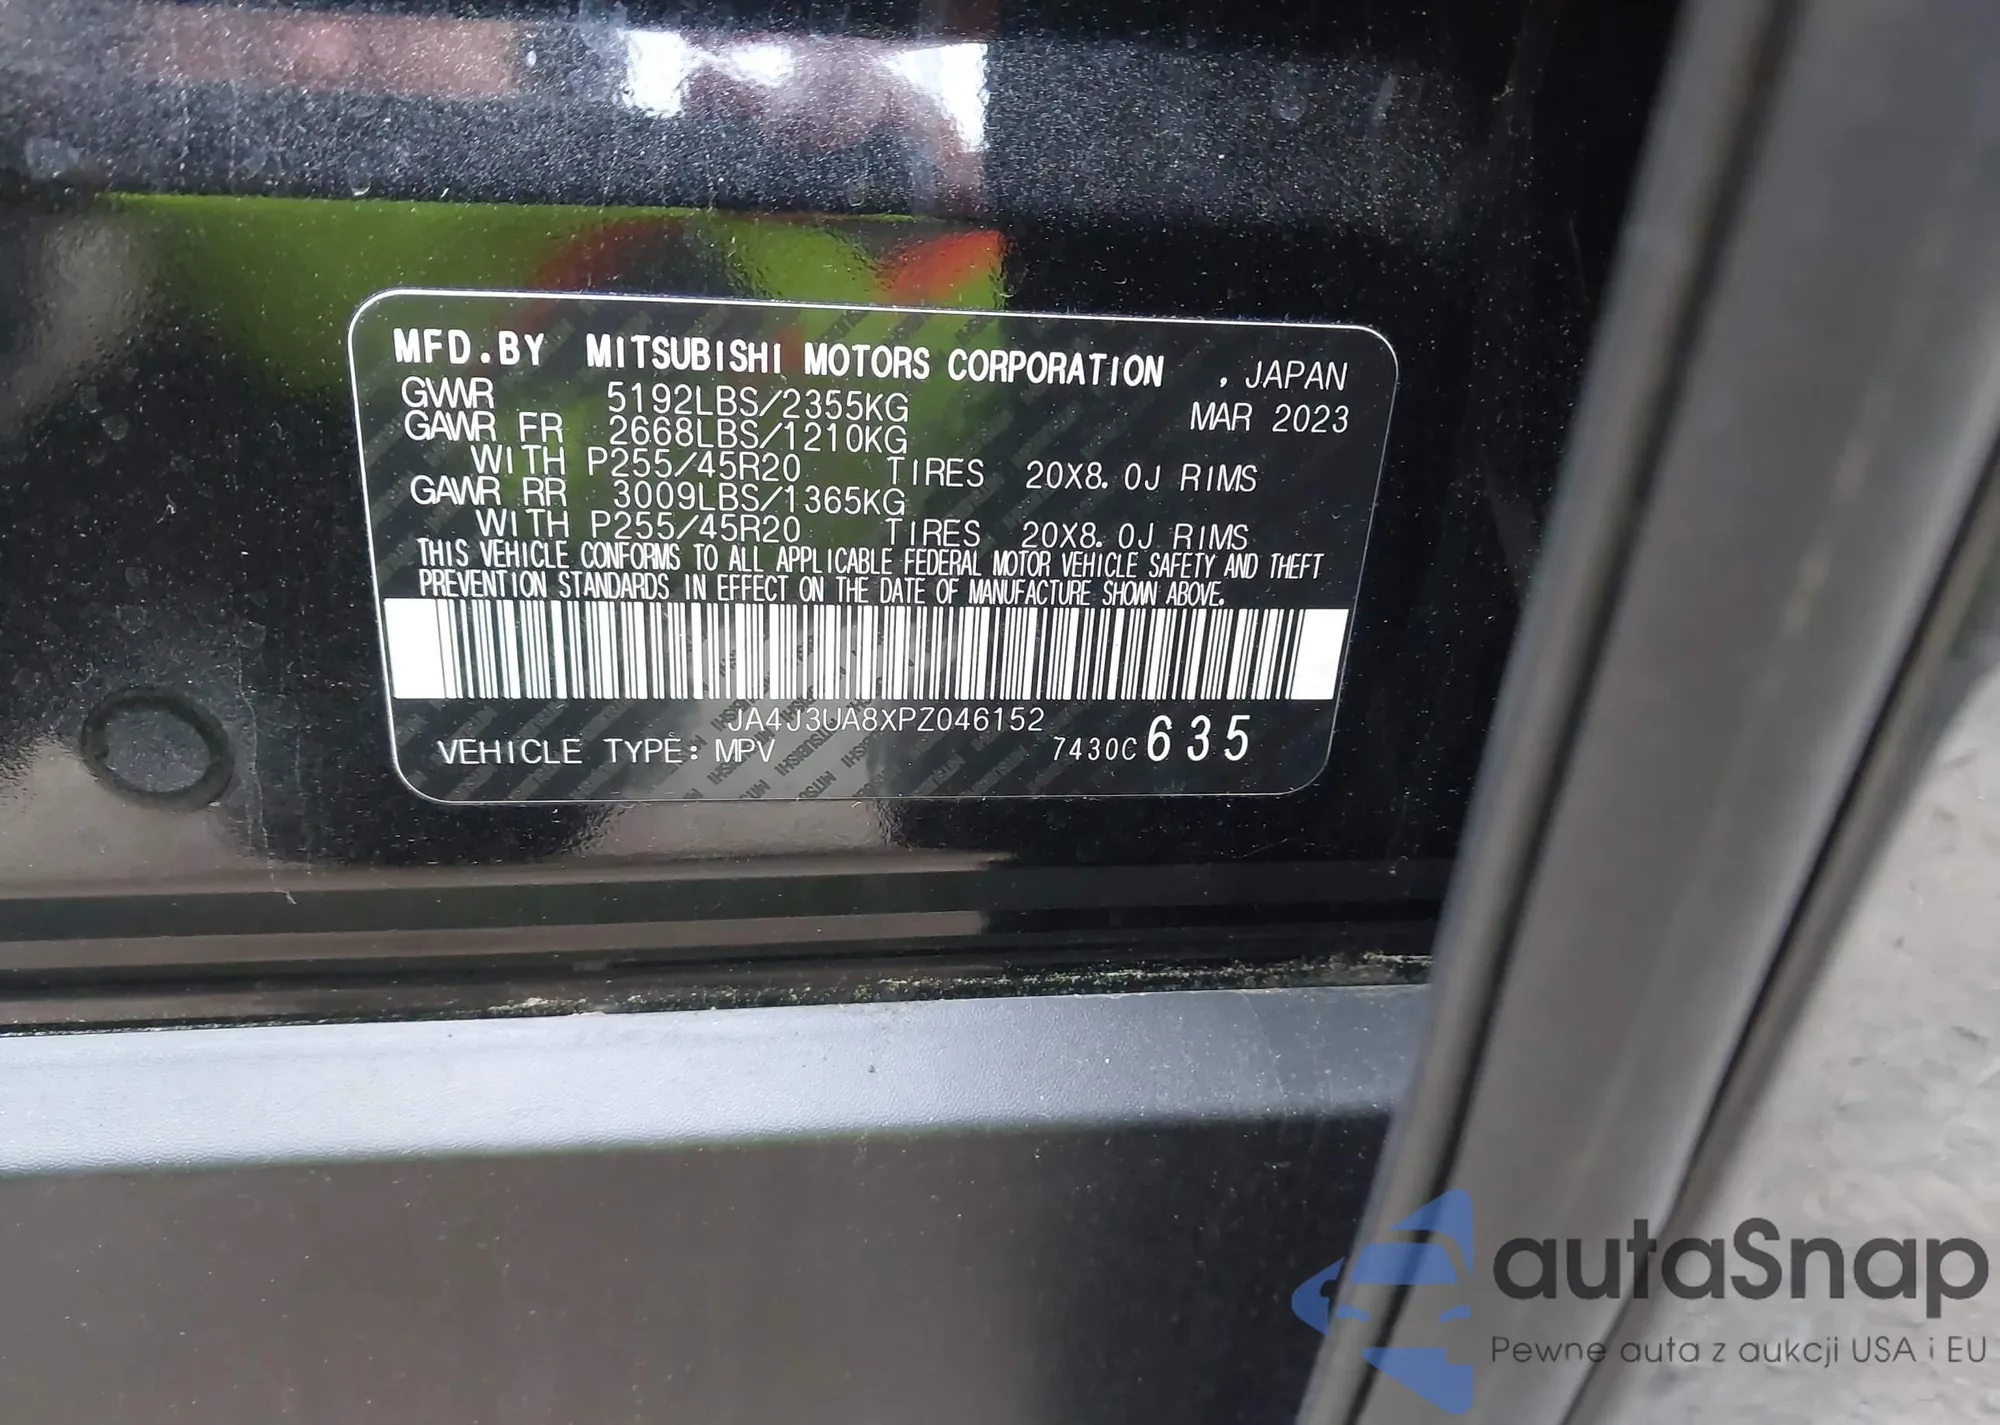 MFD.BY MITSUBISHI MOTORS CORPORATION , JAPAN
GVWR 5192LBS/2355KG MAR 2023
GAWR FR 2668LBS/1210KG
WITH P255/45R20 TIRES 20X8.0J RIMS
GAWR RR 3009LBS/1365KG
WITH P255/45R20 TIRES 20X8.0J RIMS
THIS VEHICLE CONFORMS TO ALL APPLICABLE FEDERAL MOTOR VEHICLE SAFETY AND THEFT
PREVENTION STANDARDS IN EFFECT ON THE DATE OF MANUFACTURE SHOWN ABOVE.
JA4J3UA8XPZ046152
VEHICLE TYPE: MPV 7430C 635
autaSnap
Pewne auta z aukcji USA i EU